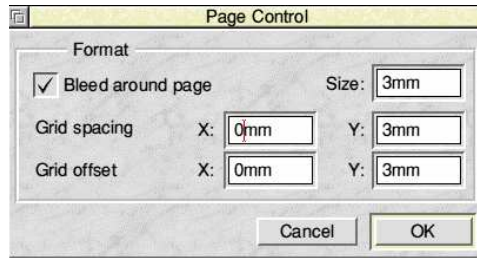 Page Control
Format
Bleed around page Size: 3mm
Grid spacing X: 0mm Y: 3mm
Grid offset X: 0mm Y: 3mm
Cancel OK